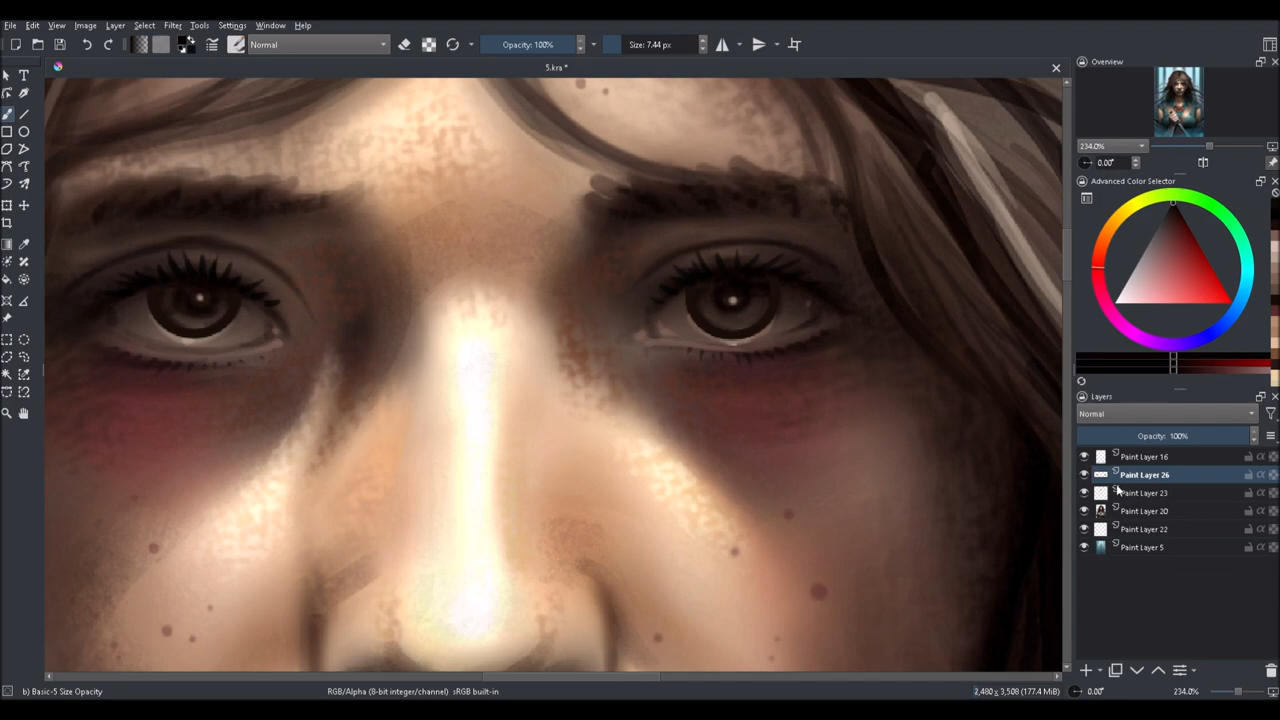 File Edit View Image Layer Select Filter Tools Settings Window Help
Normal Opacity: 100% Size: 7.44 px
5.kra *
Overview
234.0%
0.00°
Advanced Color Selector
Layers
Normal
Opacity: 100%
Paint Layer 16
Paint Layer 26
Paint Layer 23
Paint Layer 20
Paint Layer 22
Paint Layer 5
b) Basic-5 Size Opacity RGB/Alpha (8-bit integer/channel) sRGB built-in 2,480 x 3,508 (177.4 MiB) 0.00° 234.0%